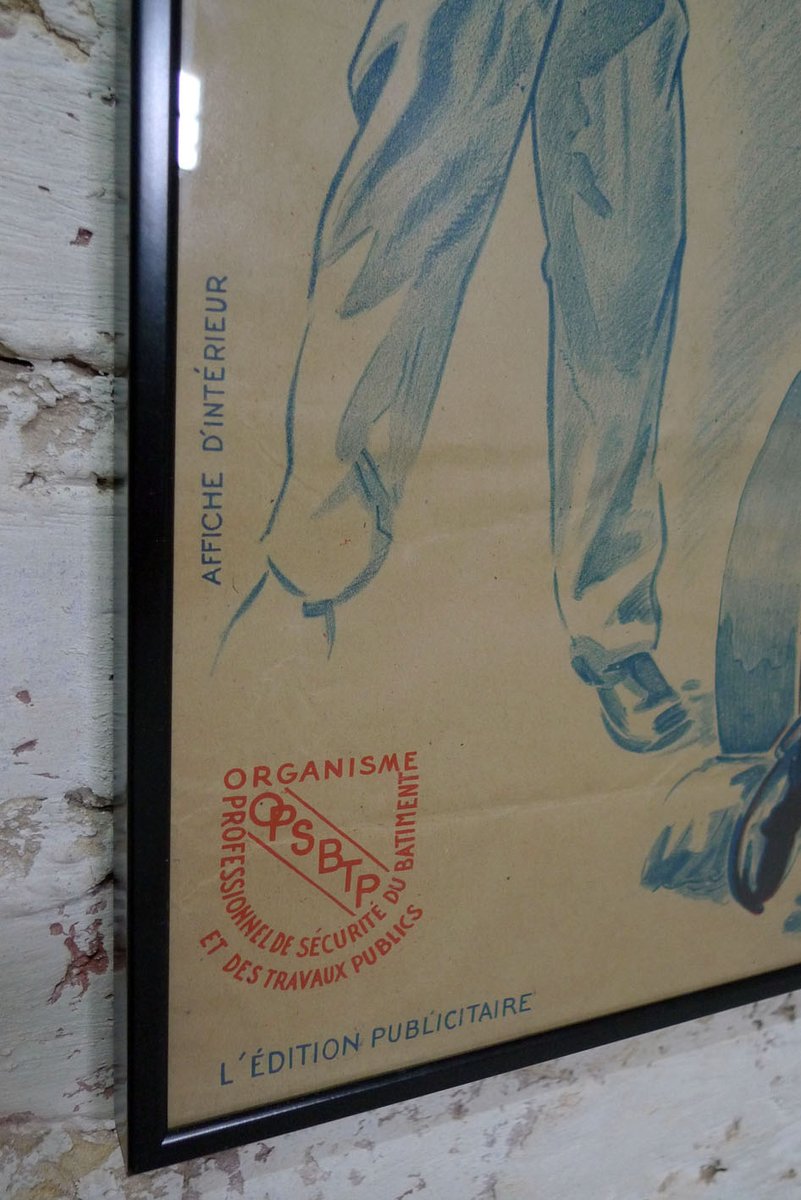 AFFICHE D'INTÉRIEUR
ORGANISME
PROFESSIONNEL DE SÉCURITÉ DU BATIMENT
ET DES TRAVAUX PUBLICS
OPSBTP
L'ÉDITION PUBLICITAIRE